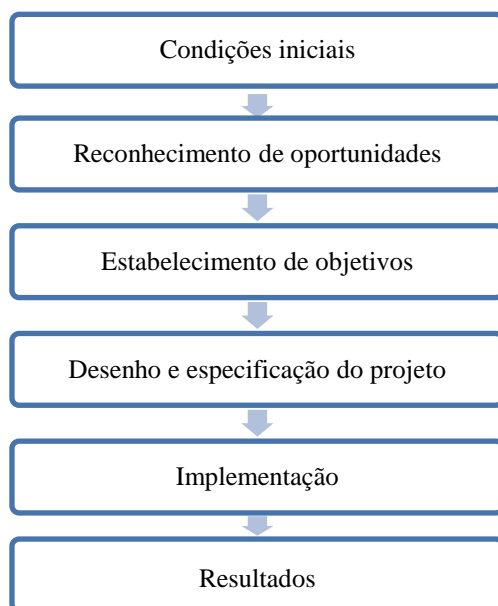 Condições iniciais
Reconhecimento de oportunidades
Estabelecimento de objetivos
Desenho e especificação do projeto
Implementação
Resultados